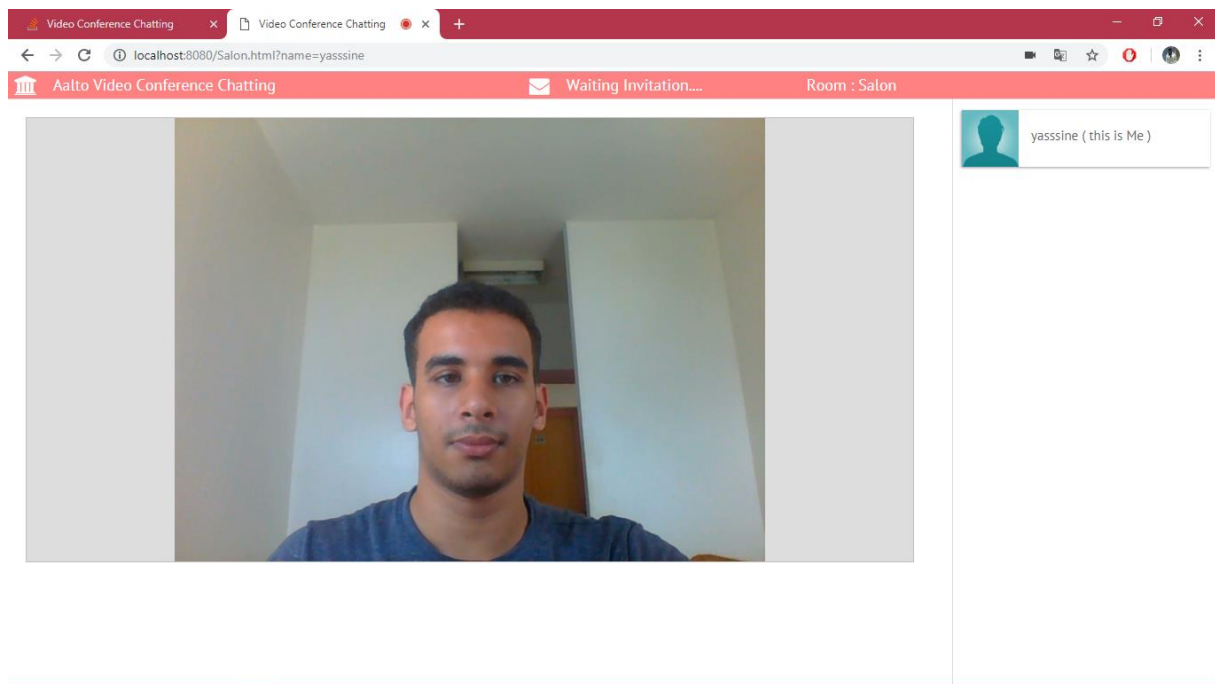 Video Conference Chatting
Video Conference Chatting
localhost:8080/Salon.html?name=yasssine
Aalto Video Conference Chatting Waiting Invitation.... Room : Salon
yasssine ( this is Me )